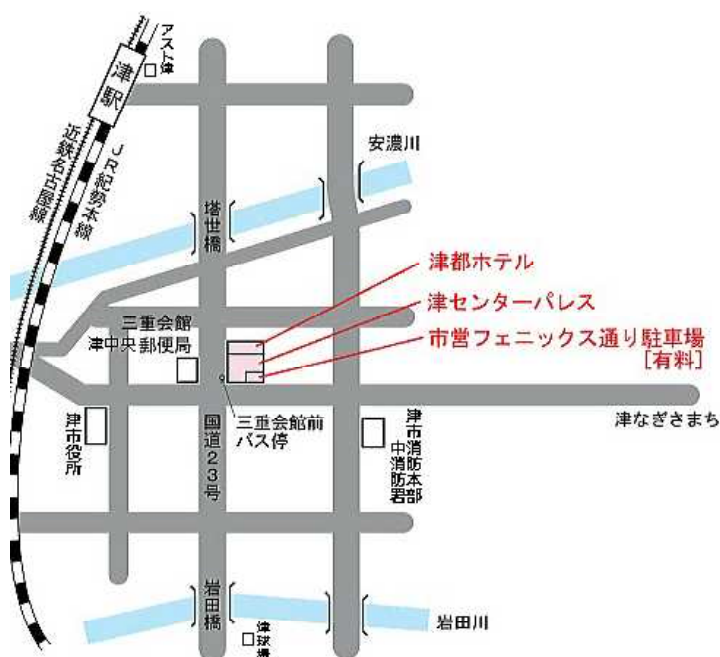 アスト津
津駅
近鉄名古屋線
JR紀勢本線
安濃川
塔世橋
津都ホテル
津センターパレス
市営フェニックス通り駐車場
[有料]
三重会館
津中央郵便局
三重会館前
バス停
津なぎさまち
津市役所
国道23号
津市消防本部
中消防署
岩田橋
岩田川
津球場